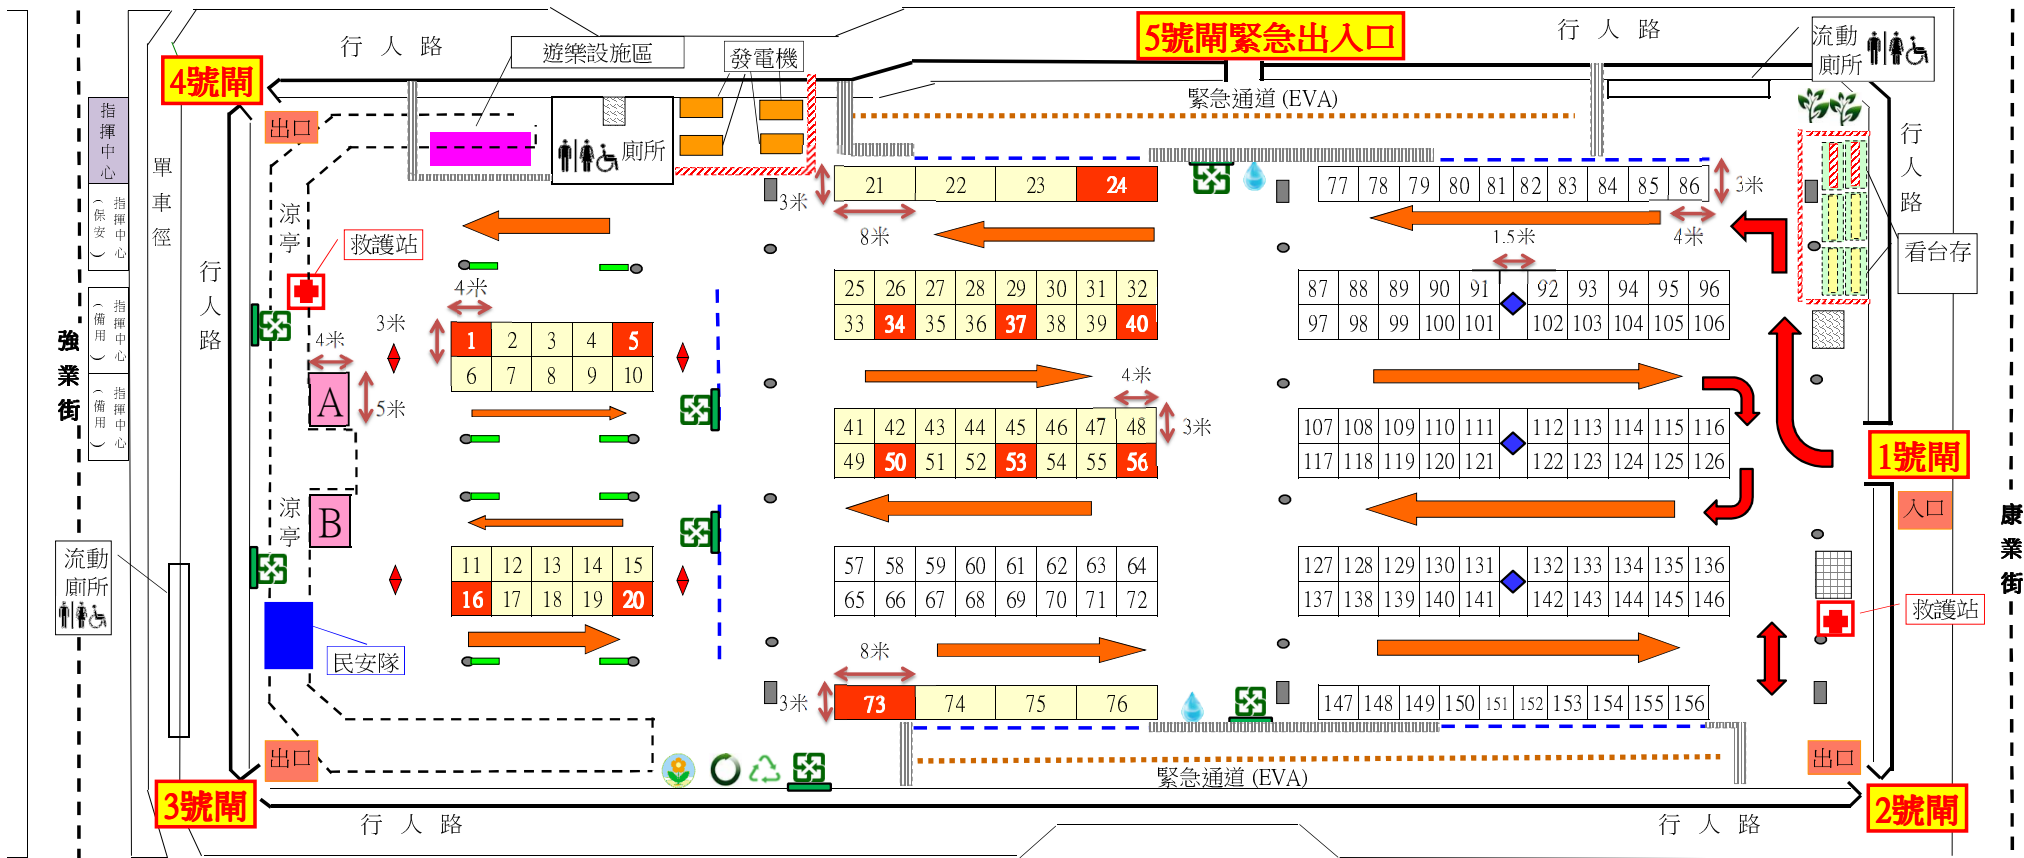 行 人 路
5號閘緊急出入口
行 人 路
流動
廁所
遊樂設施區
發電機
4號閘
出口
緊急通道 (EVA)
指揮中心
單車徑
行人路
廁所
指揮中心
(保安)
涼亭
救護站
21 22 23 24
3米
8米
77 78 79 80 81 82 83 84 85 86
3米
4米
1.5米
看台存
行人路
4米
3米
25 26 27 28 29 30 31 32
33 34 35 36 37 38 39 40
87 88 89 90 91 92 93 94 95 96
97 98 99 100 101 102 103 104 105 106
指揮中心
(備用)
強業街
1 2 3 4 5
6 7 8 9 10
4米
A
5米
指揮中心
(備用)
4米
3米
41 42 43 44 45 46 47 48
49 50 51 52 53 54 55 56
107 108 109 110 111 112 113 114 115 116
117 118 119 120 121 122 123 124 125 126
1號閘
入口
康業街
涼亭
B
流動
廁所
11 12 13 14 15
16 17 18 19 20
57 58 59 60 61 62 63 64
65 66 67 68 69 70 71 72
127 128 129 130 131 132 133 134 135 136
137 138 139 140 141 142 143 144 145 146
救護站
民安隊
8米
3米
73 74 75 76
147 148 149 150 151 152 153 154 155 156
出口
3號閘
緊急通道 (EVA)
出口
2號閘
行 人 路
行 人 路